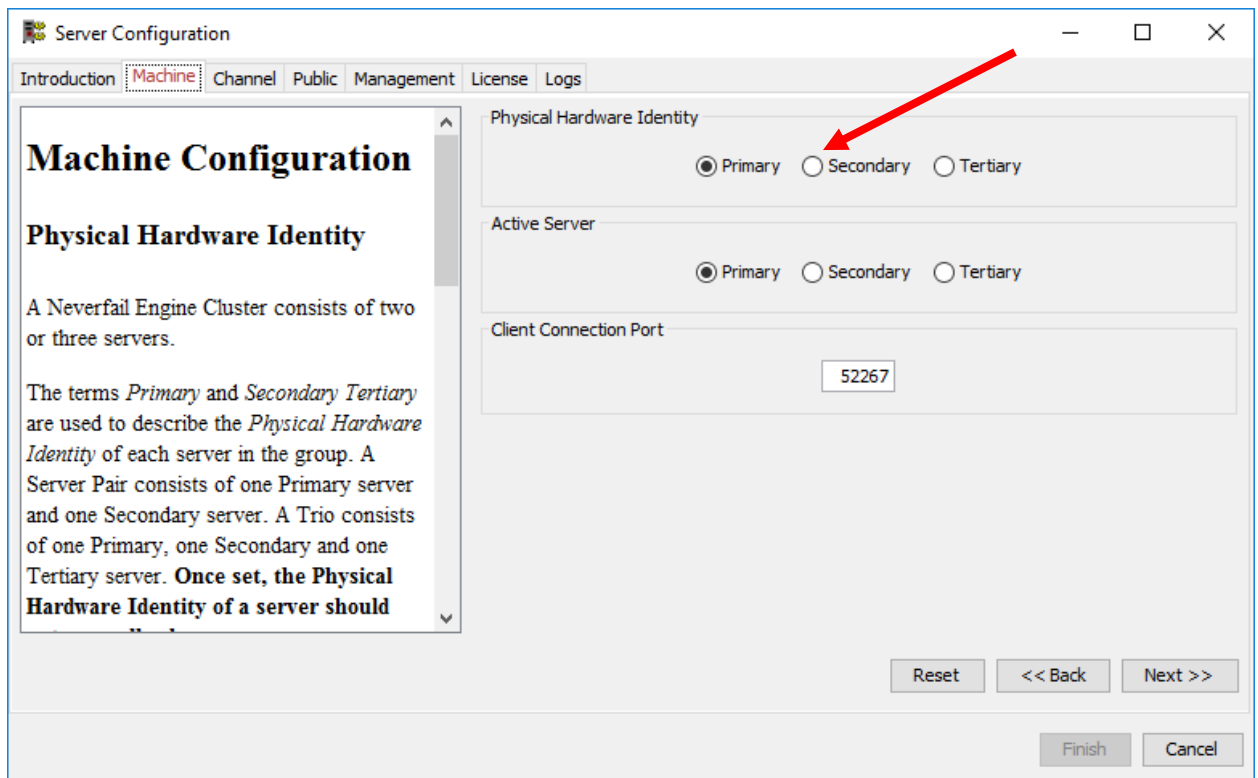 Server Configuration
Introduction Machine Channel Public Management License Logs
Machine Configuration
Physical Hardware Identity
A Neverfail Engine Cluster consists of two
or three servers.
The terms Primary and Secondary Tertiary
are used to describe the Physical Hardware
Identity of each server in the group. A
Server Pair consists of one Primary server
and one Secondary server. A Trio consists
of one Primary, one Secondary and one
Tertiary server. Once set, the Physical
Hardware Identity of a server should
Physical Hardware Identity
Primary Secondary Tertiary
Active Server
Primary Secondary Tertiary
Client Connection Port
52267
Reset << Back Next >>
Finish Cancel